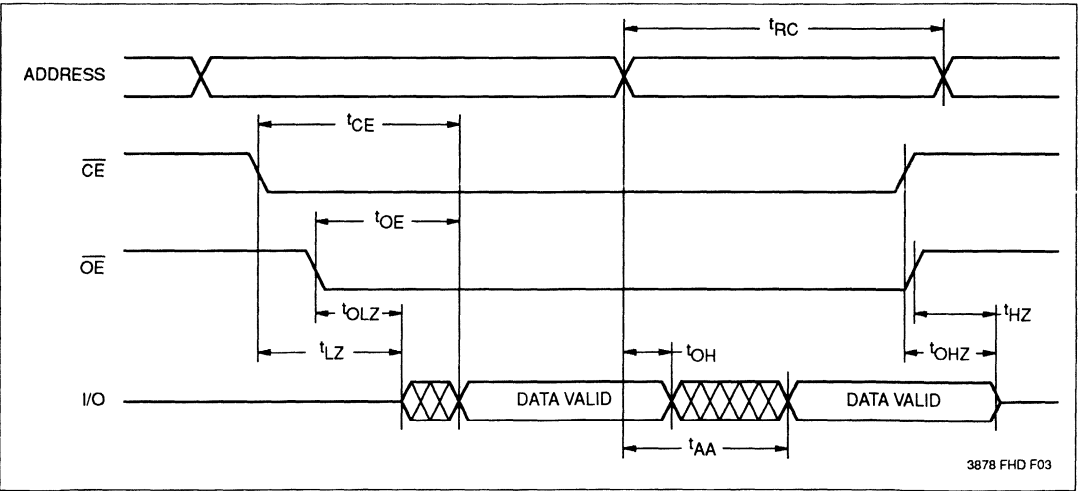 tRC
ADDRESS
tCE
CE
tOE
OE
tOLZ
tHZ
tLZ
tOH
tOHZ
I/O
DATA VALID
DATA VALID
tAA
3878 FHD F03